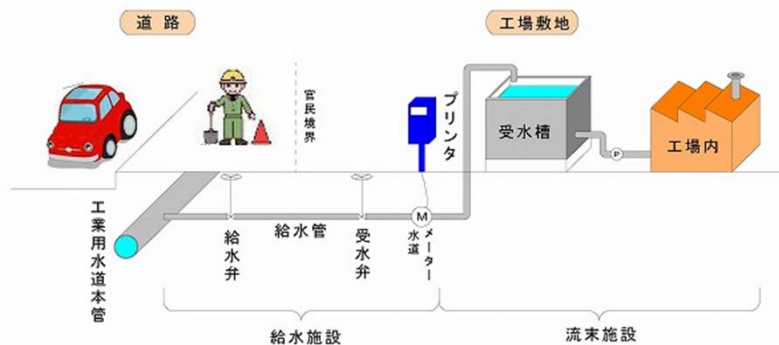 道路
工場敷地
官民境界
プリンタ
受水槽
工場内
P
工業用水道本管
給水弁
給水管
受水弁
M
水道
メーター
給水施設
流末施設